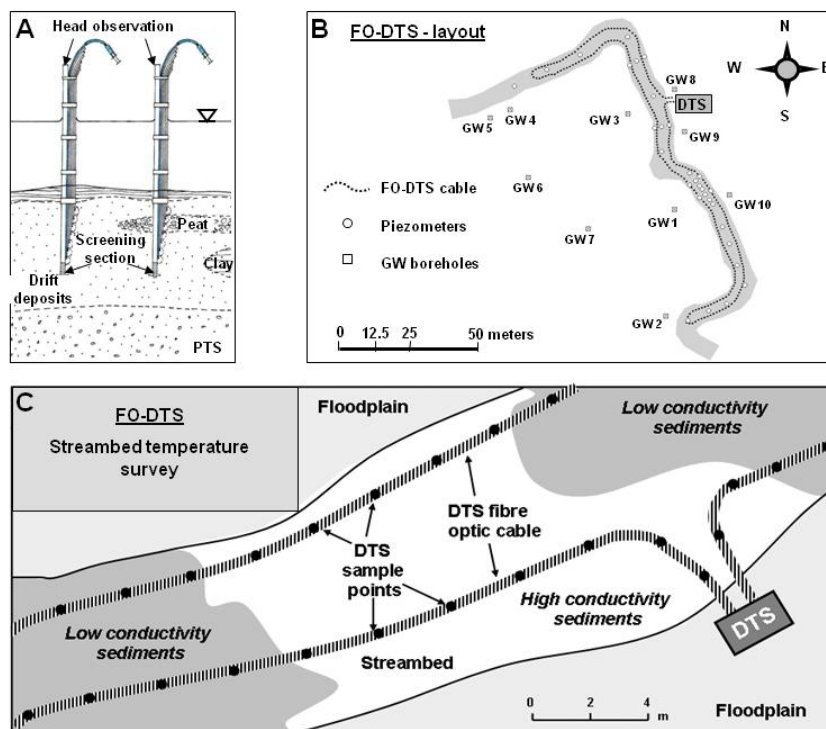 A
Head observation
Peat
Screening
section
Clay
Drift
deposits
PTS
B
FO-DTS - layout
N
W
E
S
GW8
DTS
GW5
GW4
GW3
GW9
GW6
GW10
GW1
GW7
GW2
FO-DTS cable
Piezometers
GW boreholes
0 12.5 25 50 meters
C
FO-DTS
Streambed temperature
survey
Floodplain
Low conductivity
sediments
DTS fibre
optic cable
DTS
sample
points
High conductivity
sediments
Low conductivity
sediments
Streambed
DTS
0 2 4
m
Floodplain